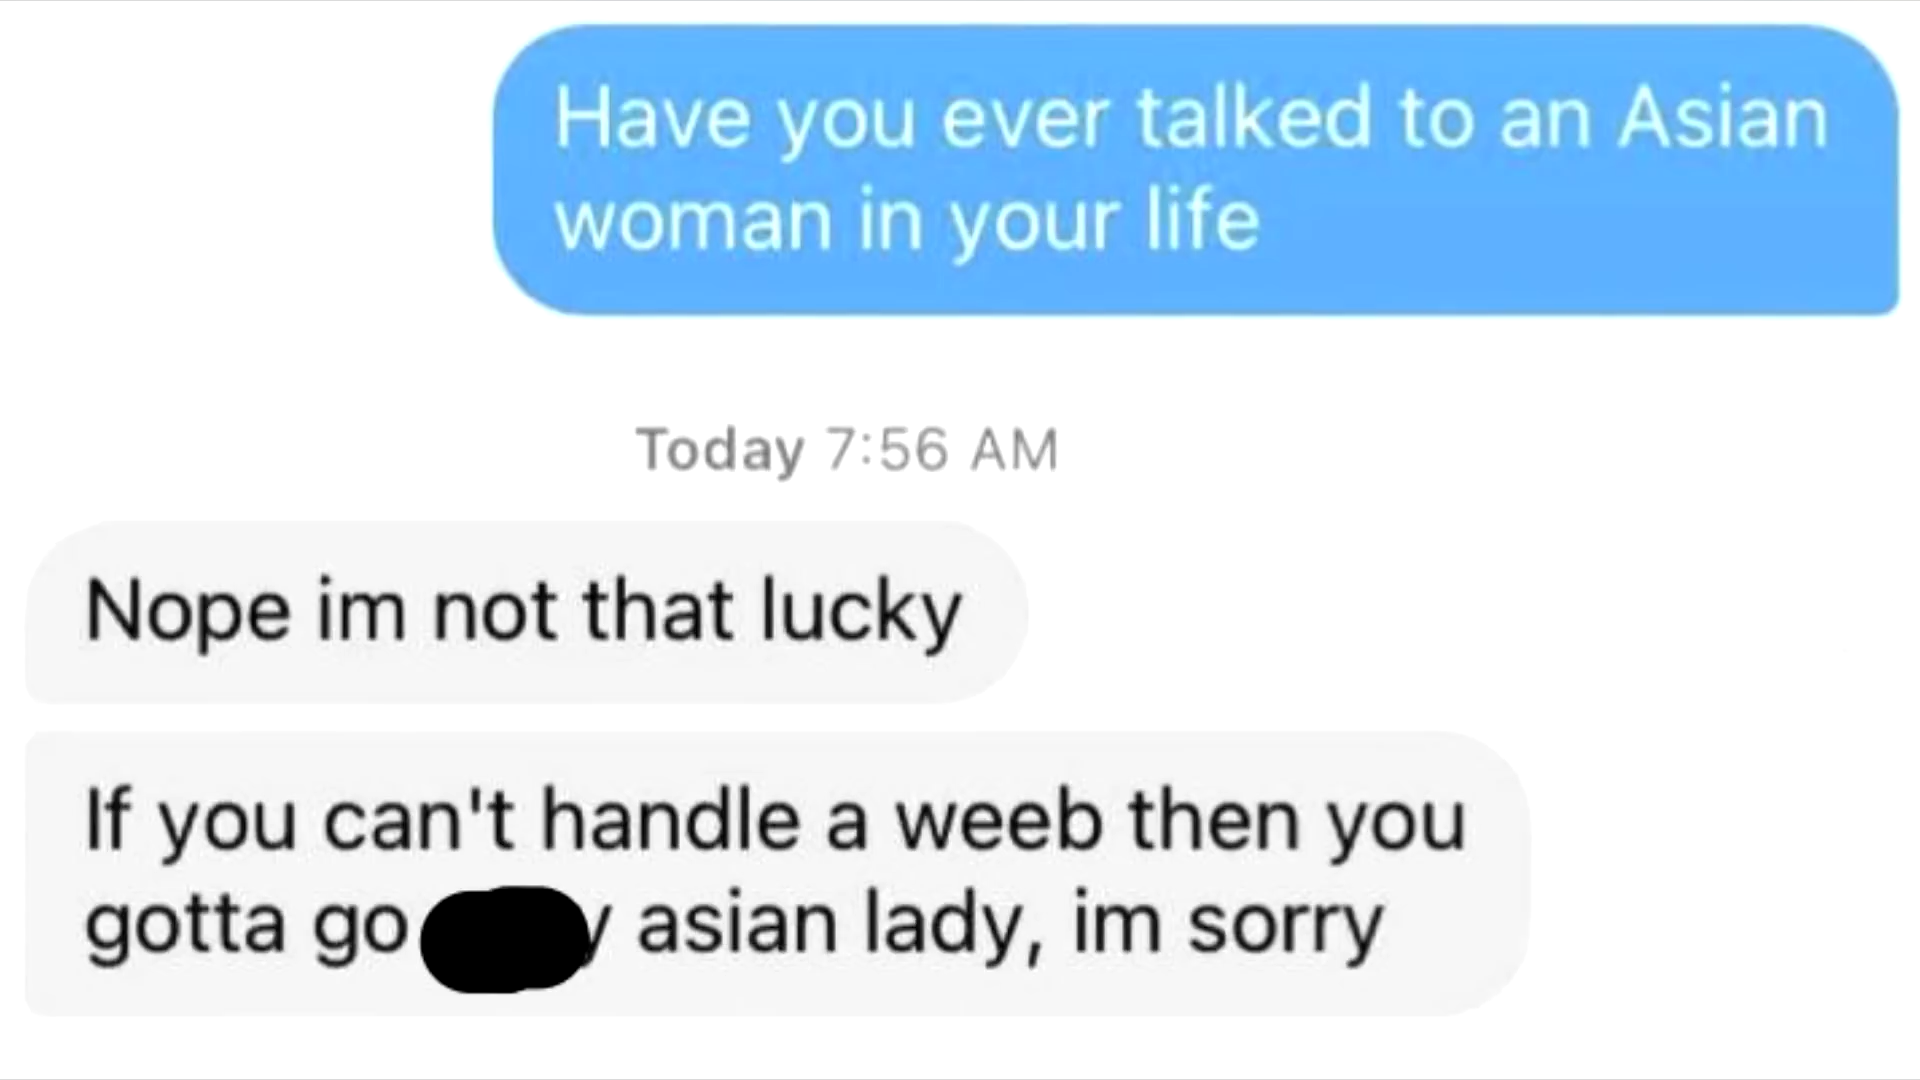 Have you ever talked to an Asian
woman in your life
Today 7:56 AM
Nope im not that lucky
If you can't handle a weeb then you
gotta go asian lady, im sorry